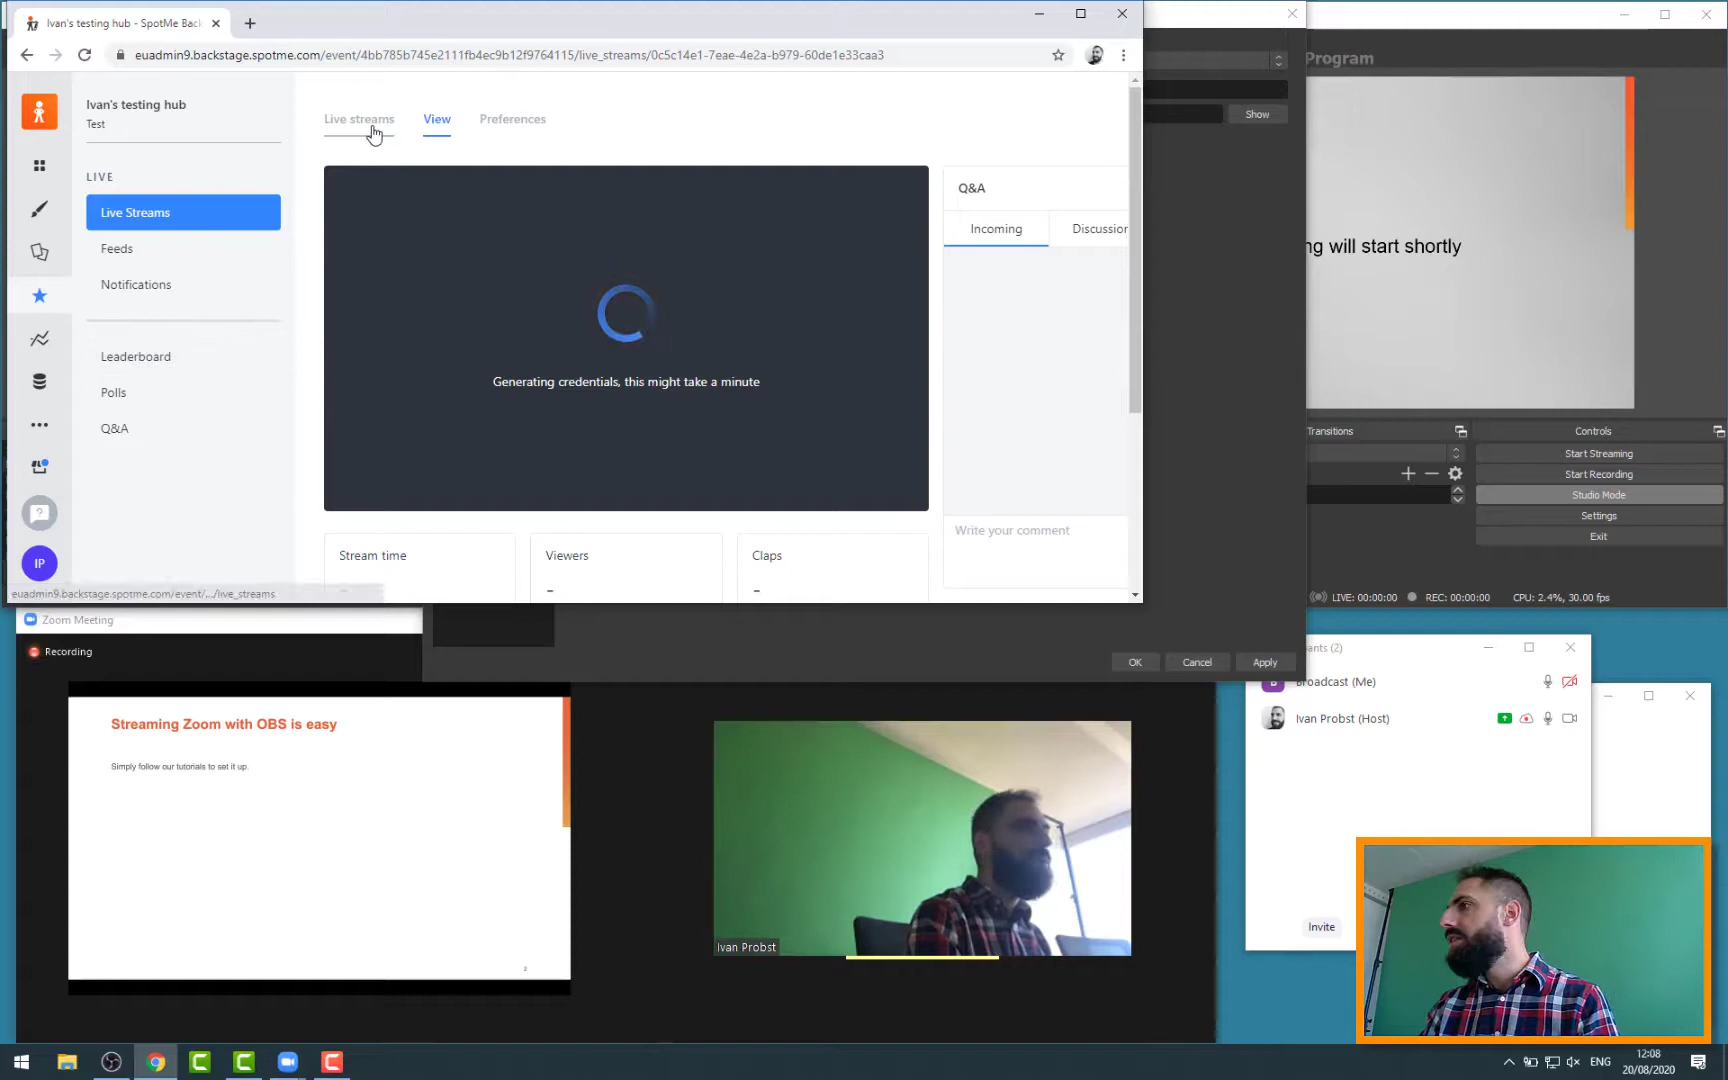 Ivan's testing hub - SpotMe Back
euadmin9.backstage.spotme.com/event/4bb785b745e2111fb4ec9b12f9764115/live_streams/0c5c14e1-7eae-4e2a-b979-60de1e33caa3
Ivan's testing hub
Test
LIVE
Live Streams
Feeds
Notifications
Leaderboard
Polls
Q&A
IP
Live streams
View
Preferences
Generating credentials, this might take a minute
Stream time
Viewers
-
Claps
-
Q&A
Incoming
Discussion
Write your comment
euadmin9.backstage.spotme.com/event/.../live_streams
Show
OK
Cancel
Apply
Program
ng will start shortly
Transitions
Controls
Start Streaming
Start Recording
Studio Mode
Settings
Exit
LIVE: 00:00:00
REC: 00:00:00
CPU: 2.4%, 30.00 fps
Zoom Meeting
Recording
Streaming Zoom with OBS is easy
Simply follow our tutorials to set it up.
2
Ivan Probst
ants (2)
Broadcast (Me)
Ivan Probst (Host)
Invite
ENG
12:08
20/08/2020